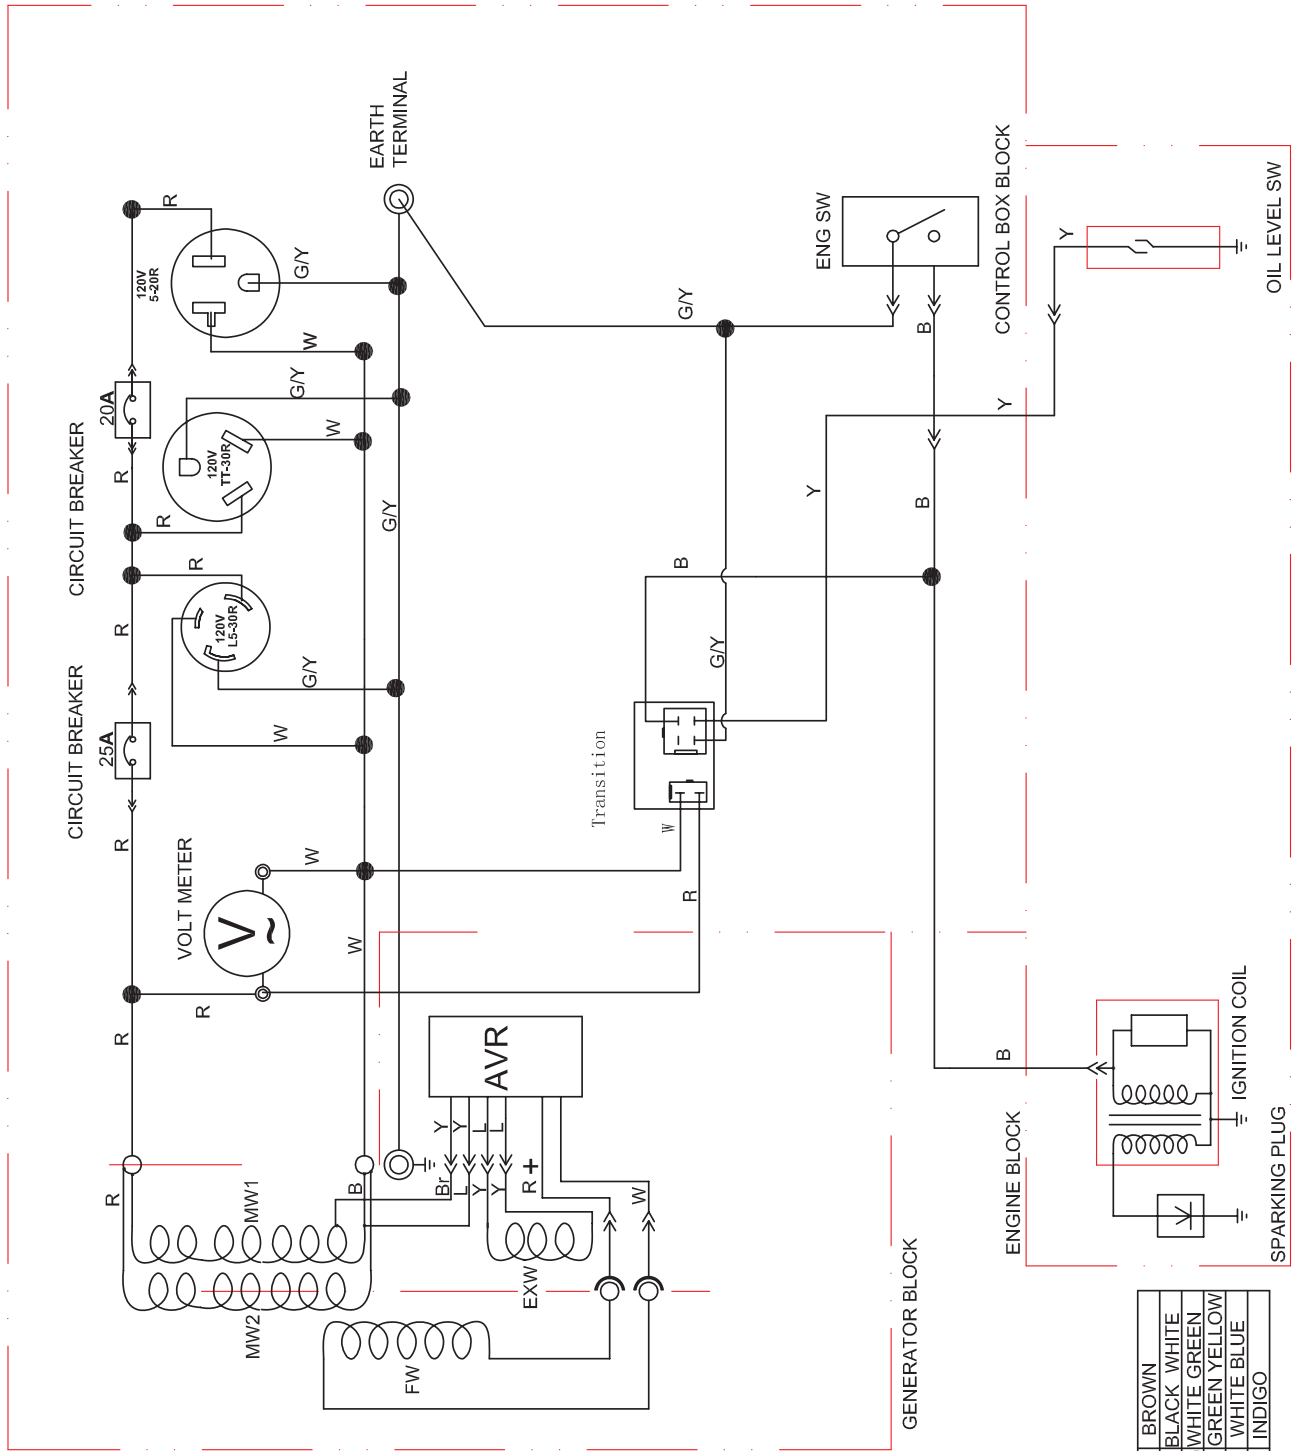 CIRCUIT BREAKER
25A
CIRCUIT BREAKER
20A
VOLT METER
V
~
120V
L5-30R
120V
TT-30R
120V
5-20R
EARTH
TERMINAL
R
R
R
R
R
R
R
R
R
W
W
W
W
W
G/Y
G/Y
G/Y
G/Y
G/Y
G/Y
Transition
W
R
B
Y
ENG SW
B
B
Y
CONTROL BOX BLOCK
Y
OIL LEVEL SW
MW1
MW2
B
AVR
Y
Y
L
L
Br
L
Y
Y
R +
W
EXW
FW
GENERATOR BLOCK
B
ENGINE BLOCK
IGNITION COIL
SPARKING PLUG
BROWN
BLACK WHITE
WHITE GREEN
GREEN YELLOW
WHITE BLUE
INDIGO